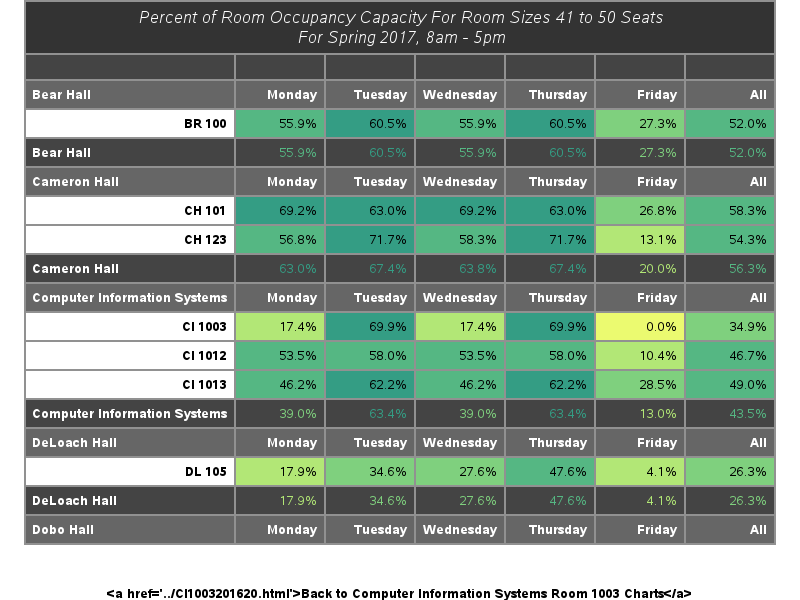 Percent of Room Occupancy Capacity For Room Sizes 41 to 50 Seats
For Spring 2017, 8am - 5pm
Bear Hall Monday Tuesday Wednesday Thursday Friday All
BR 100 55.9% 60.5% 55.9% 60.5% 27.3% 52.0%
Bear Hall 55.9% 60.5% 55.9% 60.5% 27.3% 52.0%
Cameron Hall Monday Tuesday Wednesday Thursday Friday All
CH 101 69.2% 63.0% 69.2% 63.0% 26.8% 58.3%
CH 123 56.8% 71.7% 58.3% 71.7% 13.1% 54.3%
Cameron Hall 63.0% 67.4% 63.8% 67.4% 20.0% 56.3%
Computer Information Systems Monday Tuesday Wednesday Thursday Friday All
CI 1003 17.4% 69.9% 17.4% 69.9% 0.0% 34.9%
CI 1012 53.5% 58.0% 53.5% 58.0% 10.4% 46.7%
CI 1013 46.2% 62.2% 46.2% 62.2% 28.5% 49.0%
Computer Information Systems 39.0% 63.4% 39.0% 63.4% 13.0% 43.5%
DeLoach Hall Monday Tuesday Wednesday Thursday Friday All
DL 105 17.9% 34.6% 27.6% 47.6% 4.1% 26.3%
DeLoach Hall 17.9% 34.6% 27.6% 47.6% 4.1% 26.3%
Dobo Hall Monday Tuesday Wednesday Thursday Friday All
<a href='../CI1003201620.html'>Back to Computer Information Systems Room 1003 Charts</a>